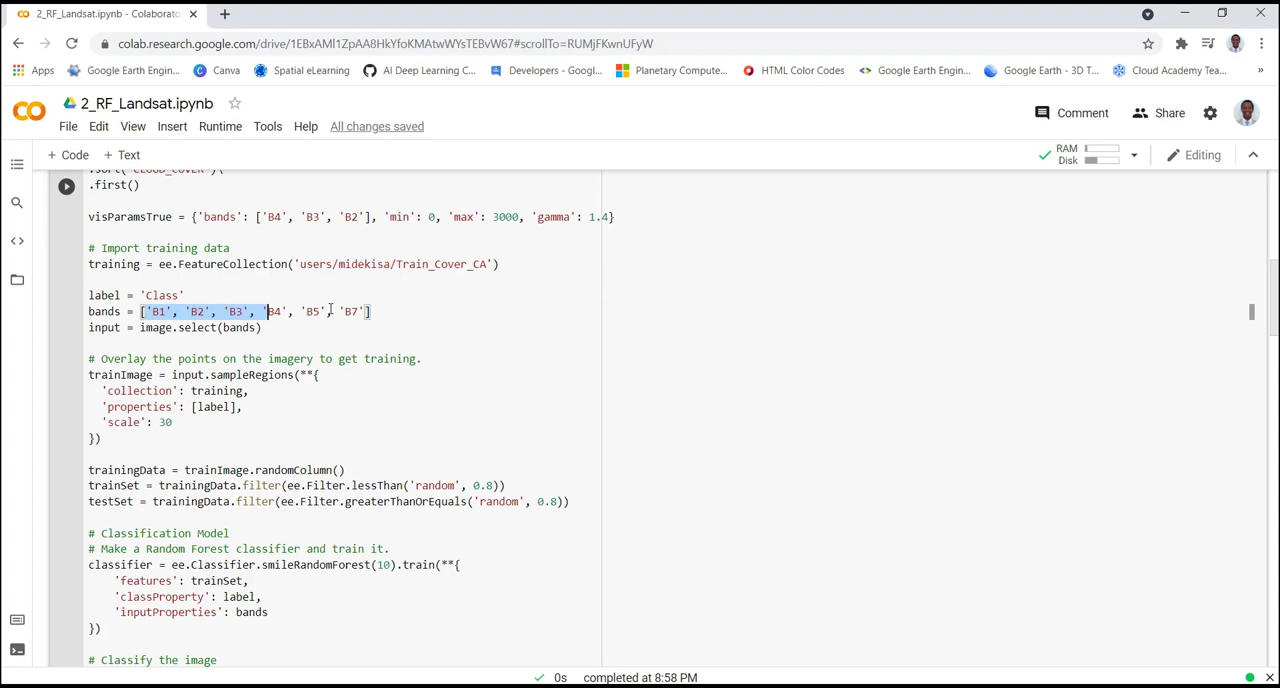 2_RF_Landsat.ipynb - Colaborato
colab.research.google.com/drive/1EBxAMl1ZpAA8HkYfoKMAtwWYsTEBvW67#scrollTo=RUMjFKwnUFyW
Apps Google Earth Engin... Canva Spatial eLearning AI Deep Learning C... Developers - Googl... Planetary Compute... HTML Color Codes Google Earth Engin... Google Earth - 3D T... Cloud Academy Tea... »
CO 2_RF_Landsat.ipynb
File Edit View Insert Runtime Tools Help All changes saved
Comment Share
+ Code + Text
RAM
Disk
Editing
.sort('CLOUD_COVER')\
.first()
visParamsTrue = {'bands': ['B4', 'B3', 'B2'], 'min': 0, 'max': 3000, 'gamma': 1.4}
# Import training data
training = ee.FeatureCollection('users/midekisa/Train_Cover_CA')
label = 'Class'
bands = ['B1', 'B2', 'B3', 'B4', 'B5', 'B7']
input = image.select(bands)
# Overlay the points on the imagery to get training.
trainImage = input.sampleRegions(**{
'collection': training,
'properties': [label],
'scale': 30
})
trainingData = trainImage.randomColumn()
trainSet = trainingData.filter(ee.Filter.lessThan('random', 0.8))
testSet = trainingData.filter(ee.Filter.greaterThanOrEquals('random', 0.8))
# Classification Model
# Make a Random Forest classifier and train it.
classifier = ee.Classifier.smileRandomForest(10).train(**{
'features': trainSet,
'classProperty': label,
'inputProperties': bands
})
# Classify the image
0s completed at 8:58 PM